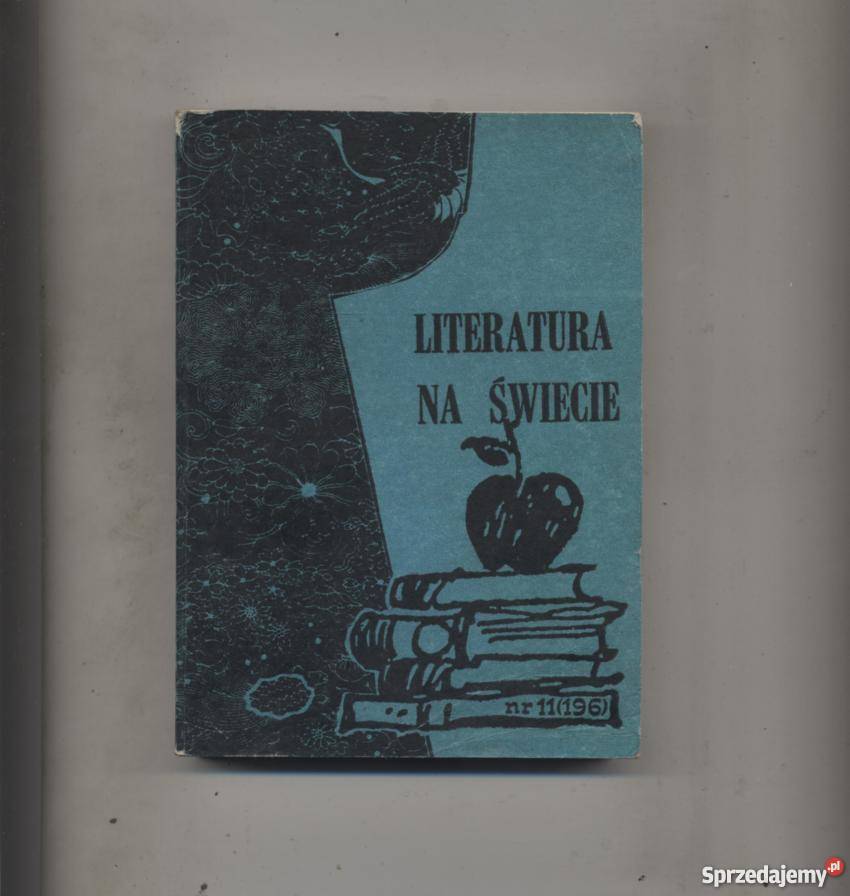 LITERATURA
NA ŚWIECIE
nr 11(196)
Sprzedajemy.pl